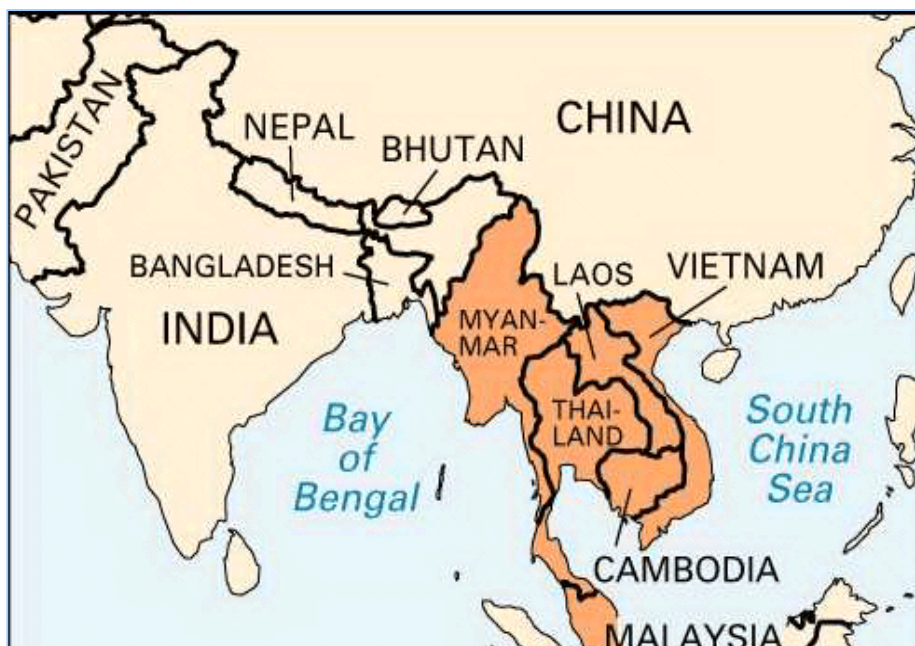 PAKISTAN
NEPAL
BHUTAN
CHINA
BANGLADESH
INDIA
MYAN-
MAR
LAOS
VIETNAM
THAI-
LAND
Bay
of
Bengal
South
China
Sea
CAMBODIA
MALAYSIA